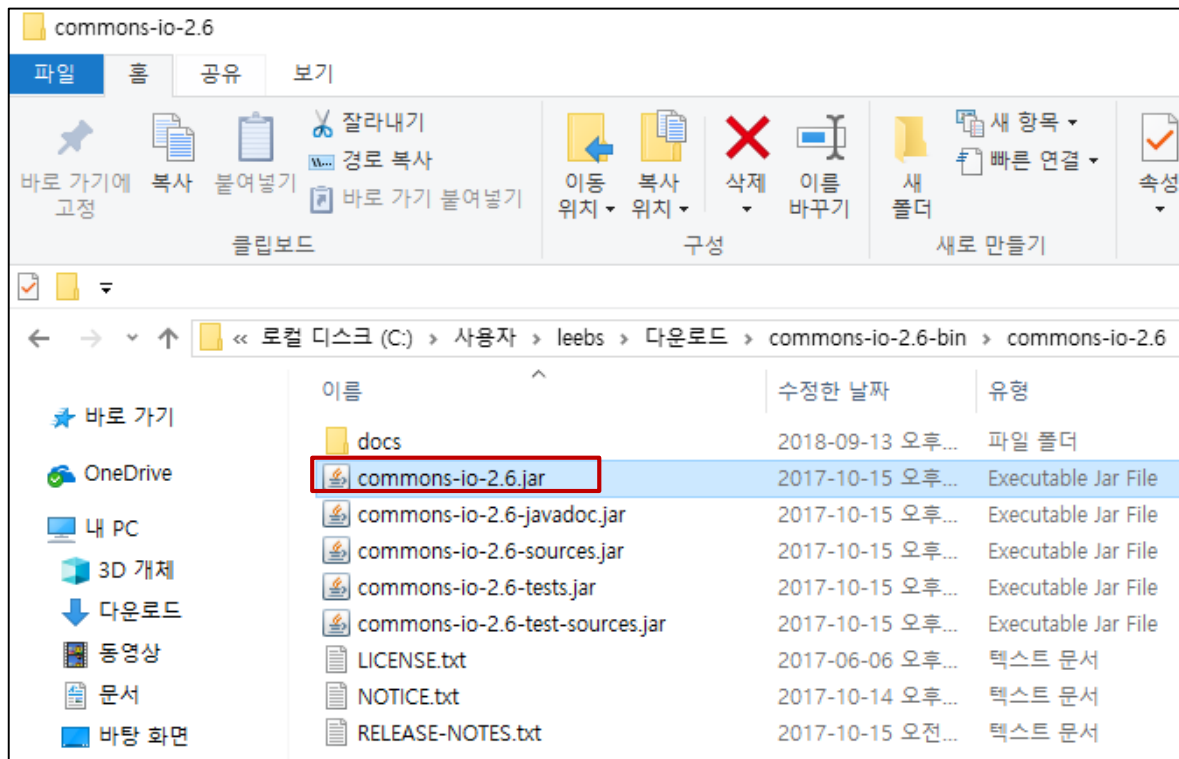 commons-io-2.6
파일 홈 공유 보기
잘라내기
경로 복사
바로 가기 붙여넣기
바로 가기에 고정
복사
붙여넣기
이동 위치
복사 위치
삭제
이름 바꾸기
새 폴더
새 항목
빠른 연결
속성
클립보드 구성 새로 만들기
« 로컬 디스크 (C:) › 사용자 › leebs › 다운로드 › commons-io-2.6-bin › commons-io-2.6
이름 수정한 날짜 유형
바로 가기
OneDrive
내 PC
3D 개체
다운로드
동영상
문서
바탕 화면
docs 2018-09-13 오후... 파일 폴더
commons-io-2.6.jar 2017-10-15 오후... Executable Jar File
commons-io-2.6-javadoc.jar 2017-10-15 오후... Executable Jar File
commons-io-2.6-sources.jar 2017-10-15 오후... Executable Jar File
commons-io-2.6-tests.jar 2017-10-15 오후... Executable Jar File
commons-io-2.6-test-sources.jar 2017-10-15 오후... Executable Jar File
LICENSE.txt 2017-06-06 오후... 텍스트 문서
NOTICE.txt 2017-10-14 오후... 텍스트 문서
RELEASE-NOTES.txt 2017-10-15 오전... 텍스트 문서